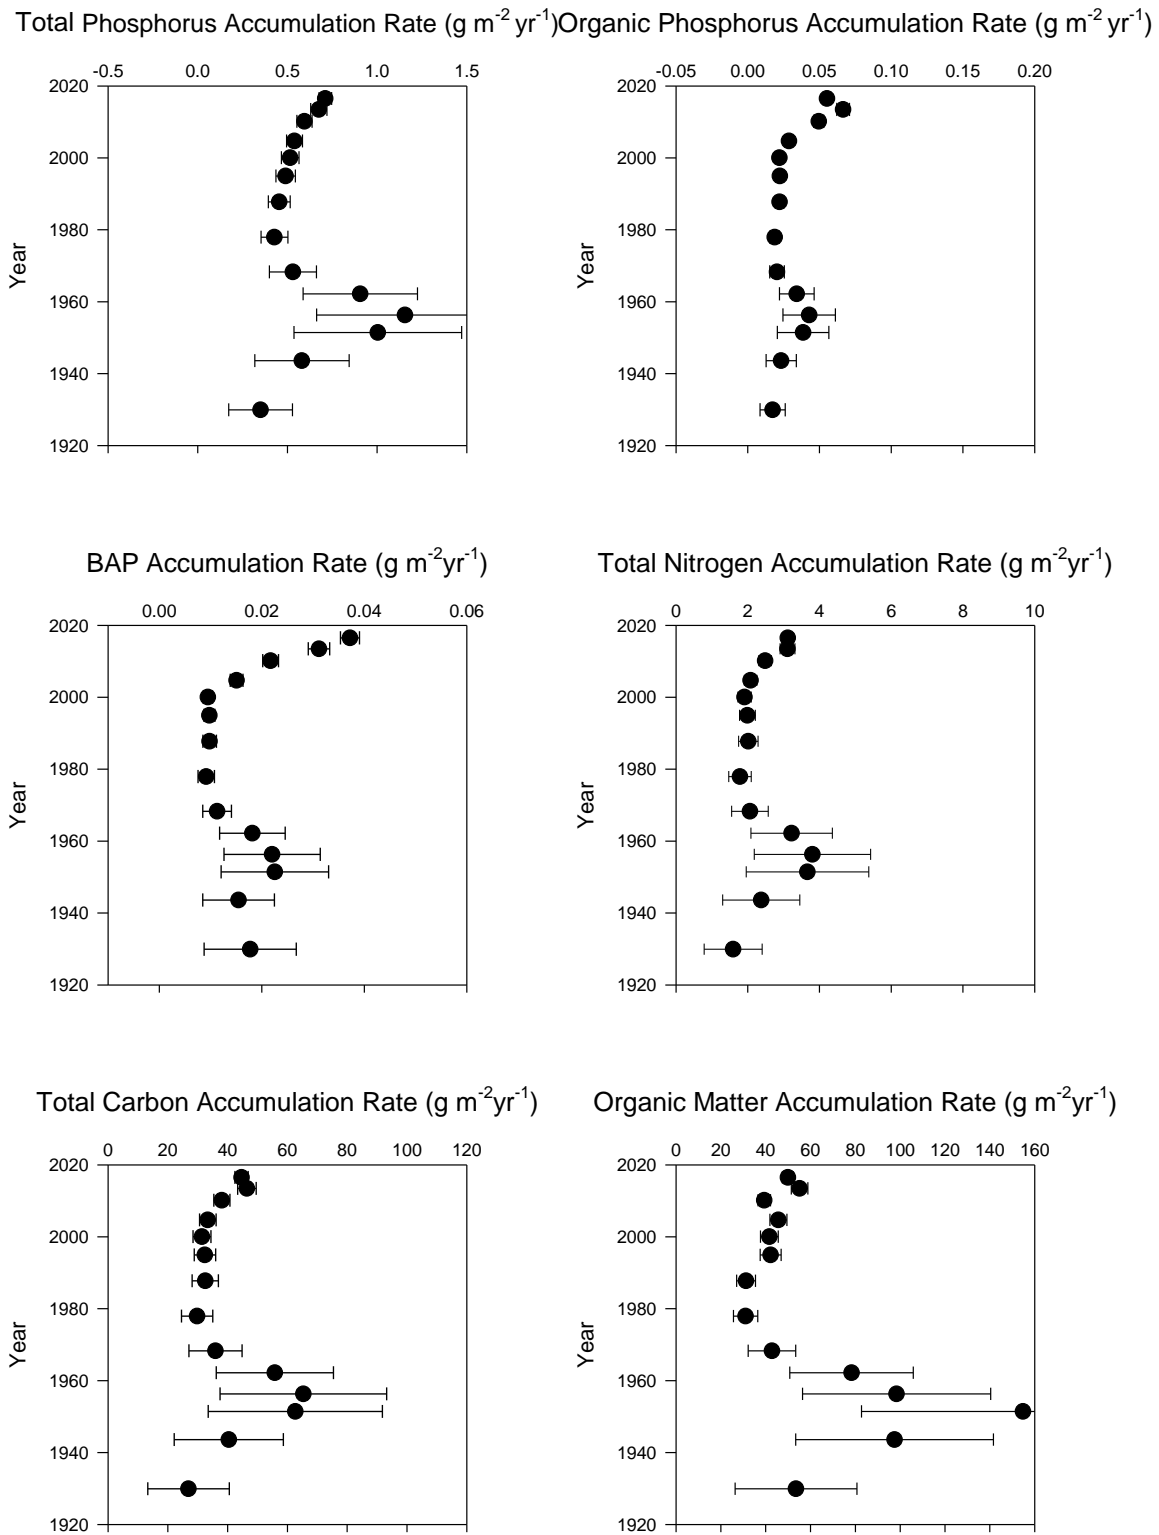 Total Phosphorus Accumulation Rate (g m-2 yr-1)
-0.5 0.0 0.5 1.0 1.5
2020
2000
1980
1960
1940
1920
Year
Organic Phosphorus Accumulation Rate (g m-2 yr-1)
-0.05 0.00 0.05 0.10 0.15 0.20
2020
2000
1980
1960
1940
1920
Year
BAP Accumulation Rate (g m-2yr-1)
0.00 0.02 0.04 0.06
2020
2000
1980
1960
1940
1920
Year
Total Nitrogen Accumulation Rate (g m-2yr-1)
0 2 4 6 8 10
2020
2000
1980
1960
1940
1920
Year
Total Carbon Accumulation Rate (g m-2yr-1)
0 20 40 60 80 100 120
2020
2000
1980
1960
1940
1920
Year
Organic Matter Accumulation Rate (g m-2yr-1)
0 20 40 60 80 100 120 140 160
2020
2000
1980
1960
1940
1920
Year